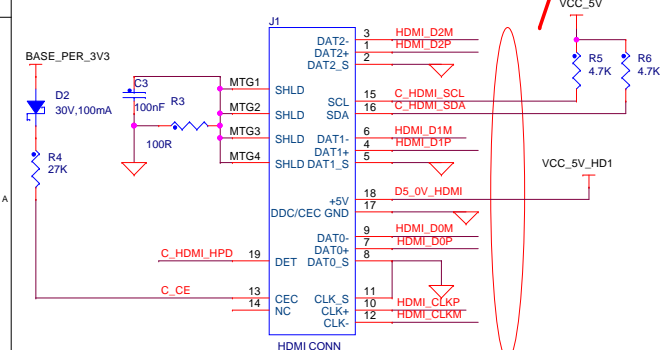 VCC_5V
J1
BASE_PER_3V3
D2
30V,100mA
R4
27K
C3
100nF
R3
100R
MTG1
MTG2
MTG3
MTG4
SHLD
SHLD
SHLD
SHLD
DAT2-
DAT2+
DAT2_S
3
1
2
HDMI_D2M
HDMI_D2P
SCL
SDA
15
16
C_HDMI_SCL
C_HDMI_SDA
R5
4.7K
R6
4.7K
DAT1-
DAT1+
DAT1_S
6
4
5
HDMI_D1M
HDMI_D1P
VCC_5V_HD1
+5V
DDC/CEC GND
18
17
D5_0V_HDMI
DAT0-
DAT0+
DAT0_S
9
7
8
HDMI_D0M
HDMI_D0P
C_HDMI_HPD
19
DET
C_CE
13
14
CEC
NC
CLK_S
CLK+
CLK-
11
10
12
HDMI_CLKP
HDMI_CLKM
HDMI CONN
A